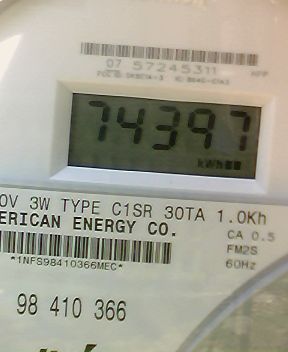 07 57245311
74397
kWh
0V 3W TYPE C1SR 30TA 1.0Kh
ERICAN ENERGY CO.
CA 0.5
FM2S
60Hz
*1NFS98410366MEC*
98 410 366